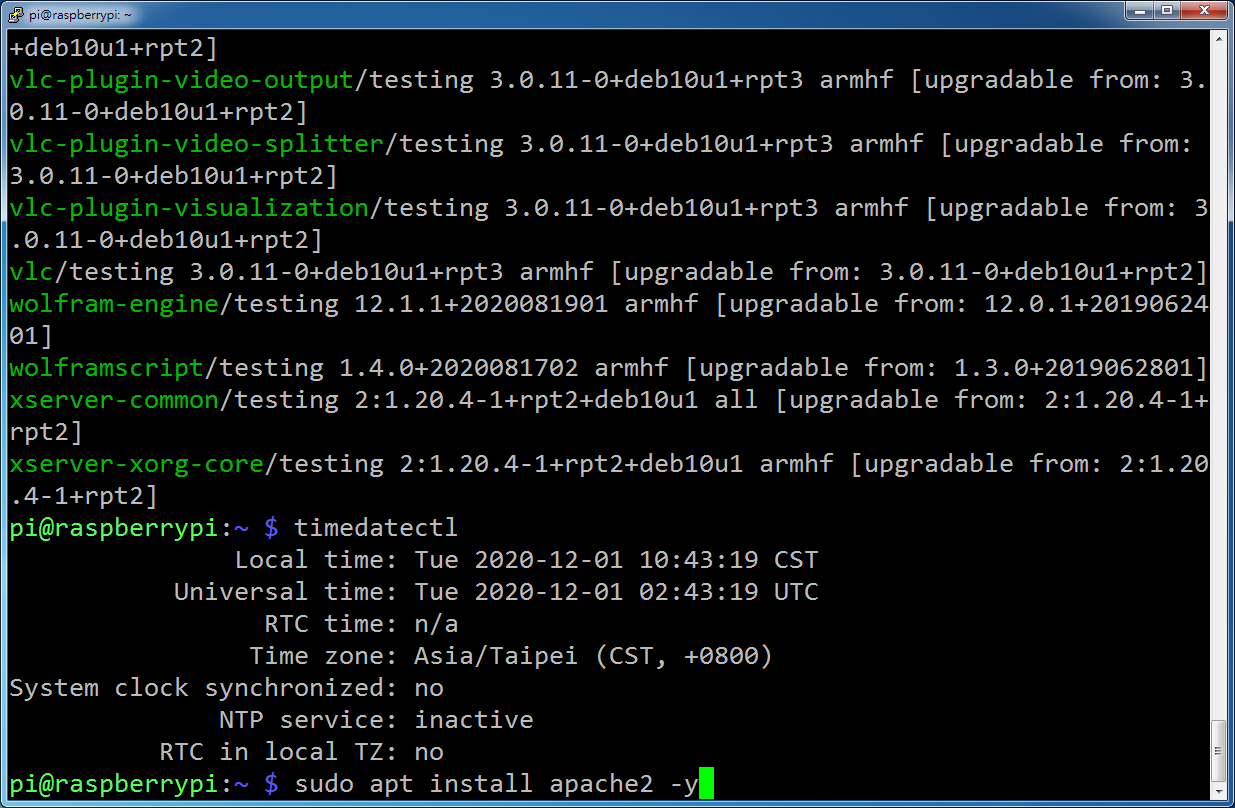 pi@raspberrypi: ~
+deb10u1+rpt2]
vlc-plugin-video-output/testing 3.0.11-0+deb10u1+rpt3 armhf [upgradable from: 3.
0.11-0+deb10u1+rpt2]
vlc-plugin-video-splitter/testing 3.0.11-0+deb10u1+rpt3 armhf [upgradable from:
3.0.11-0+deb10u1+rpt2]
vlc-plugin-visualization/testing 3.0.11-0+deb10u1+rpt3 armhf [upgradable from: 3
.0.11-0+deb10u1+rpt2]
vlc/testing 3.0.11-0+deb10u1+rpt3 armhf [upgradable from: 3.0.11-0+deb10u1+rpt2]
wolfram-engine/testing 12.1.1+2020081901 armhf [upgradable from: 12.0.1+20190624
01]
wolframscript/testing 1.4.0+2020081702 armhf [upgradable from: 1.3.0+2019062801]
xserver-common/testing 2:1.20.4-1+rpt2+deb10u1 all [upgradable from: 2:1.20.4-1+
rpt2]
xserver-xorg-core/testing 2:1.20.4-1+rpt2+deb10u1 armhf [upgradable from: 2:1.20
.4-1+rpt2]
pi@raspberrypi:~ $ timedatectl
Local time: Tue 2020-12-01 10:43:19 CST
Universal time: Tue 2020-12-01 02:43:19 UTC
RTC time: n/a
Time zone: Asia/Taipei (CST, +0800)
System clock synchronized: no
NTP service: inactive
RTC in local TZ: no
pi@raspberrypi:~ $ sudo apt install apache2 -y